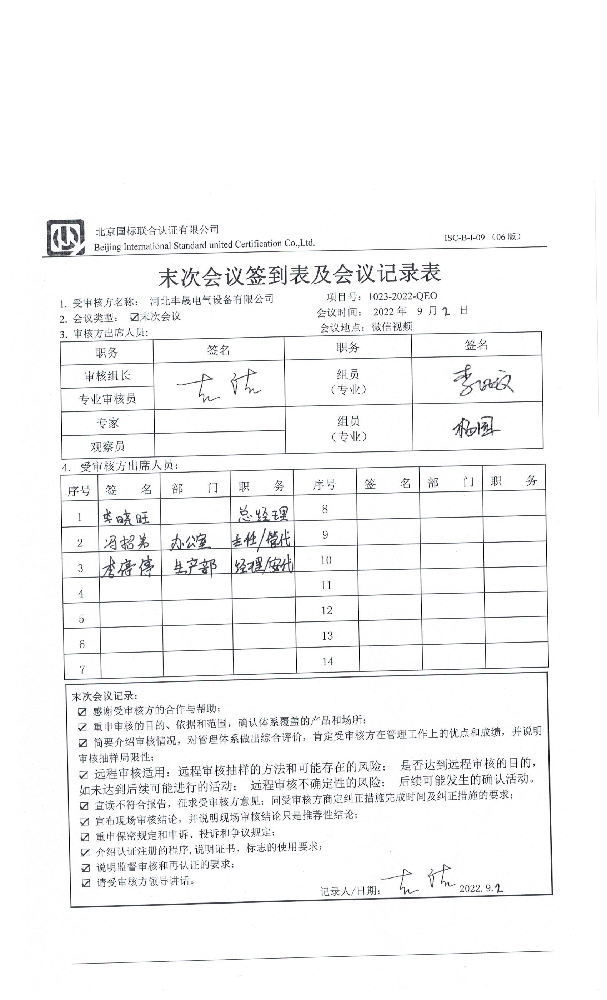 北京国标联合认证有限公司
Beijing International Standard united Certification Co.,Ltd.
ISC-B-I-09（06版）
末次会议签到表及会议记录表
1. 受审核方名称： 河北丰晟电气设备有限公司 项目号：1023-2022-QEO
2. 会议类型： ☑末次会议 会议时间： 2022 年 9 月 2 日
3. 审核方出席人员: 会议地点：微信视频
职务 签名 职务 签名
审核组长 组员（专业）
专业审核员
专家 组员（专业） 杨园
观察员
4. 受审核方出席人员：
序号 签 名 部 门 职 务 序号 签 名 部 门 职 务
1 李晓旺 总经理 8
2 冯招弟 办公室 主任/管代 9
3 李停停 生产部 经理/安代 10
4 11
5 12
6 13
7 14
末次会议记录：
☑ 感谢受审核方的合作与帮助；
☑ 重申审核的目的、依据和范围，确认体系覆盖的产品和场所；
☑ 简要介绍审核情况，对管理体系做出综合评价，肯定受审核方在管理工作上的优点和成绩，并说明
审核抽样局限性；
☑ 远程审核适用：远程审核抽样的方法和可能存在的风险； 是否达到远程审核的目的，
如未达到后续可能进行的活动； 远程审核不确定性的风险； 后续可能发生的确认活动。
☑ 宣读不符合报告，征求受审核方意见；同受审核方商定纠正措施完成时间及纠正措施的要求；
☑ 宣布现场审核结论，并说明现场审核结论只是推荐性结论；
☑ 重申保密规定和申诉、投诉和争议规定；
☑ 介绍认证注册的程序,说明证书、标志的使用要求；
☑ 说明监督审核和再认证的要求；
☑ 请受审核方领导讲话。
记录人/日期： 2022.9.2